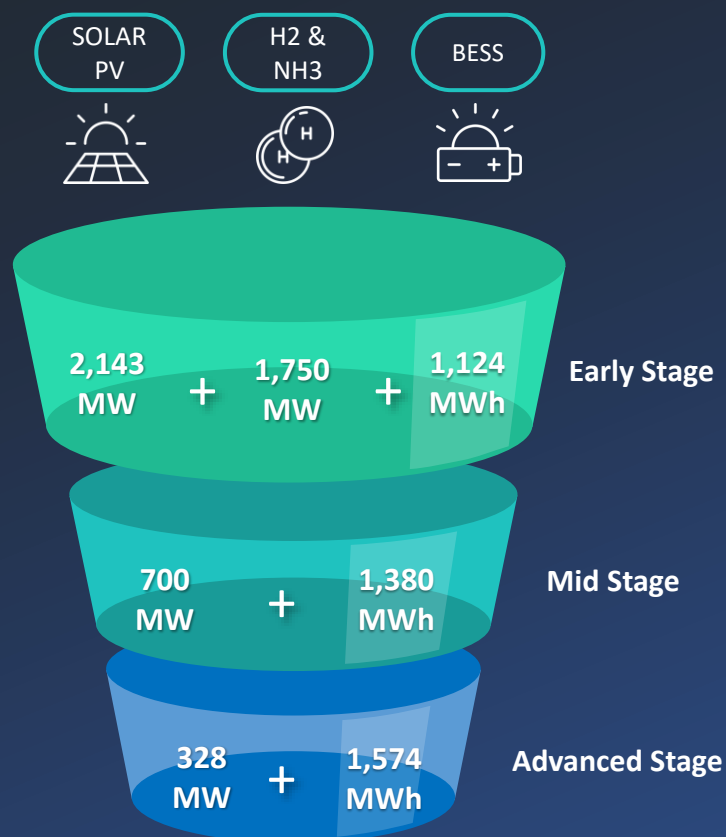 SOLAR
PV
H2 &
NH3
BESS
H
H
2,143
MW
+
1,750
MW
+
1,124
MWh
Early Stage
700
MW
+
1,380
MWh
Mid Stage
328
MW
+
1,574
MWh
Advanced Stage